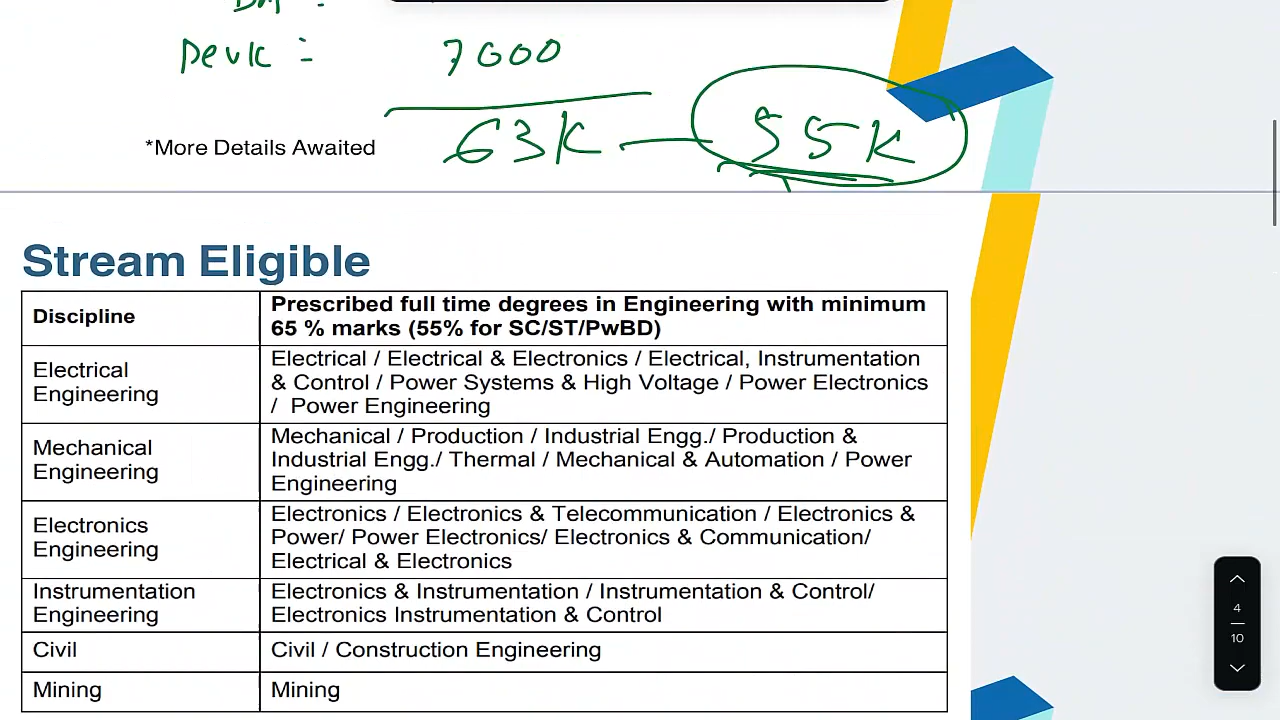 Perk = 7000
*More Details Awaited
63K — 55K
Stream Eligible
Discipline
Prescribed full time degrees in Engineering with minimum
65 % marks (55% for SC/ST/PwBD)
Electrical
Engineering
Electrical / Electrical & Electronics / Electrical, Instrumentation
& Control / Power Systems & High Voltage / Power Electronics
/ Power Engineering
Mechanical
Engineering
Mechanical / Production / Industrial Engg./ Production &
Industrial Engg./ Thermal / Mechanical & Automation / Power
Engineering
Electronics
Engineering
Electronics / Electronics & Telecommunication / Electronics &
Power/ Power Electronics/ Electronics & Communication/
Electrical & Electronics
Instrumentation
Engineering
Electronics & Instrumentation / Instrumentation & Control/
Electronics Instrumentation & Control
Civil
Civil / Construction Engineering
Mining
Mining
4
10